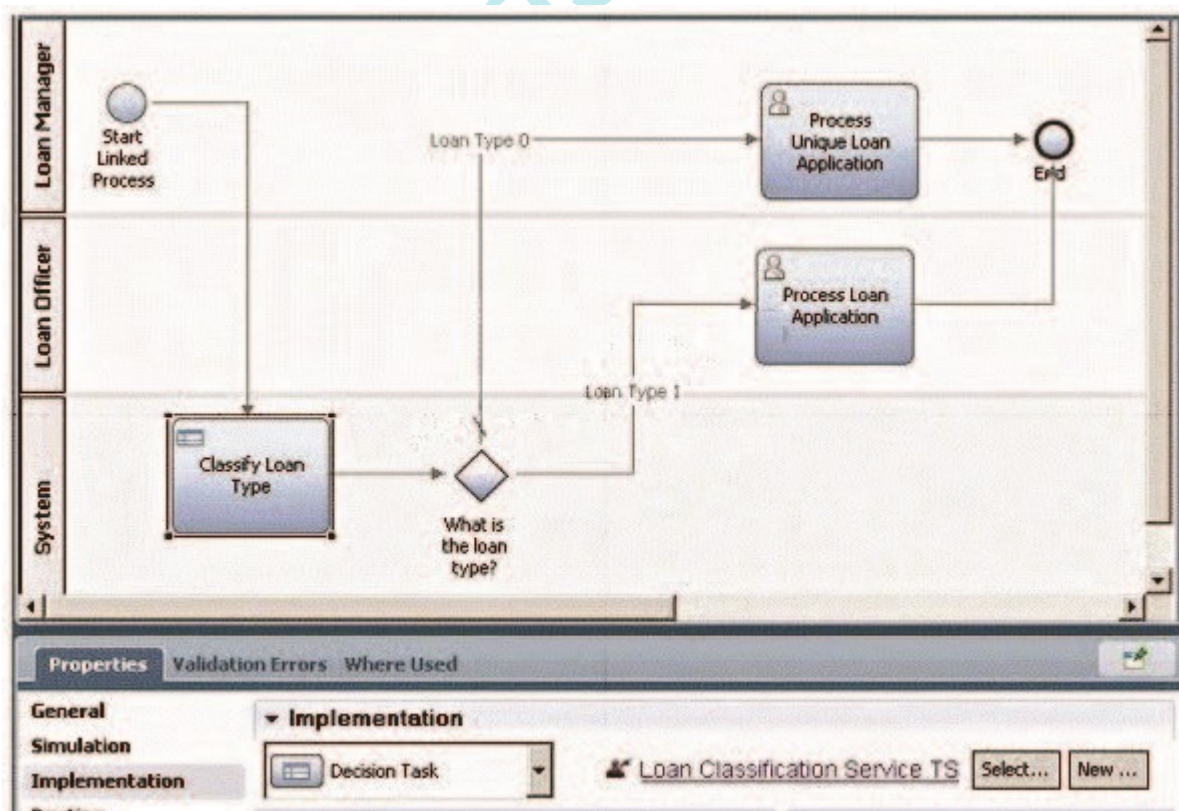 Loan Manager
Start
Linked
Process
Loan Type 0
Process
Unique Loan
Application
End
Loan Officer
Process Loan
Application
Loan Type 1
System
Classify Loan
Type
What is
the loan
type?
Properties Validation Errors Where Used
General
Simulation
Implementation
Implementation
Decision Task
Loan Classification Service TS
Select...
New ...